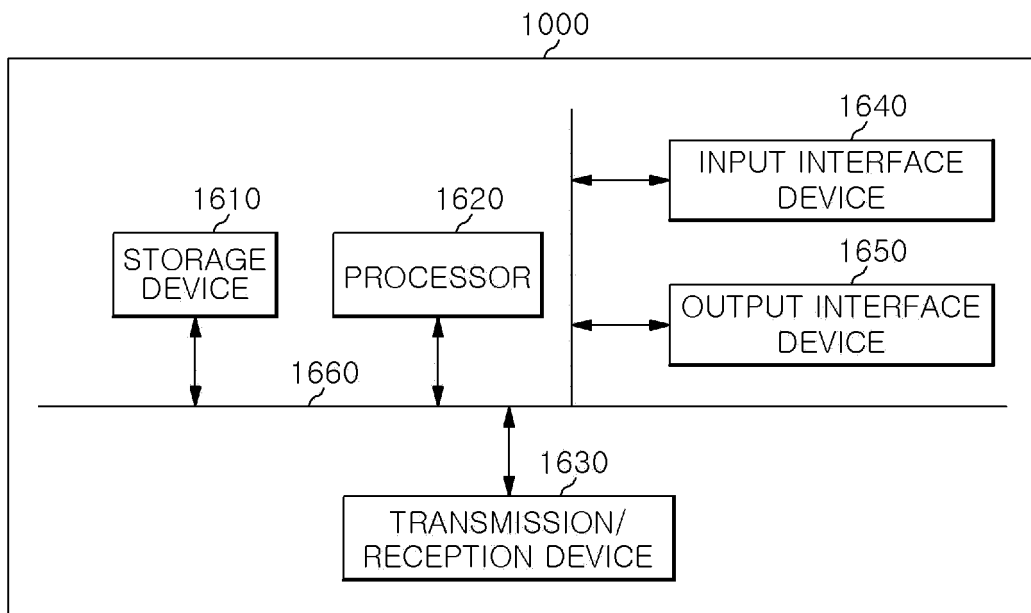 1000
1640
INPUT INTERFACE
DEVICE
1610
STORAGE
DEVICE
1620
PROCESSOR
1650
OUTPUT INTERFACE
DEVICE
1660
1630
TRANSMISSION/
RECEPTION DEVICE